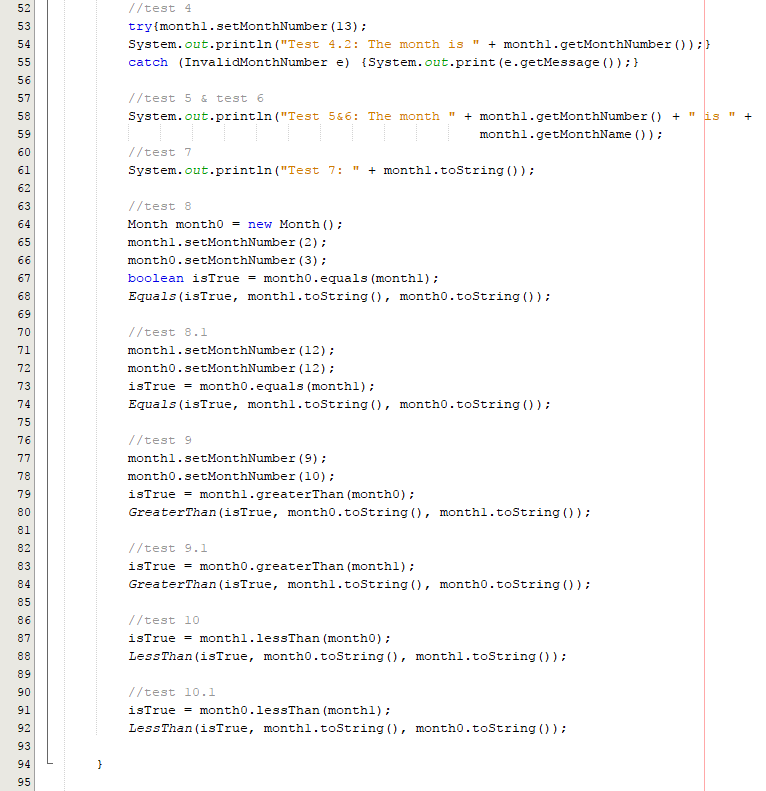 52 //test 4
53 try{month1.setMonthNumber(13);
54 System.out.println("Test 4.2: The month is " + month1.getMonthNumber());}
55 catch (InvalidMonthNumber e) {System.out.print(e.getMessage());}
56
57 //test 5 & test 6
58 System.out.println("Test 5&6: The month " + month1.getMonthNumber() + " is " +
59 month1.getMonthName());
60 //test 7
61 System.out.println("Test 7: " + month1.toString());
62
63 //test 8
64 Month month0 = new Month();
65 month1.setMonthNumber(2);
66 month0.setMonthNumber(3);
67 boolean isTrue = month0.equals(month1);
68 Equals(isTrue, month1.toString(), month0.toString());
69
70 //test 8.1
71 month1.setMonthNumber(12);
72 month0.setMonthNumber(12);
73 isTrue = month0.equals(month1);
74 Equals(isTrue, month1.toString(), month0.toString());
75
76 //test 9
77 month1.setMonthNumber(9);
78 month0.setMonthNumber(10);
79 isTrue = month1.greaterThan(month0);
80 GreaterThan(isTrue, month0.toString(), month1.toString());
81
82 //test 9.1
83 isTrue = month0.greaterThan(month1);
84 GreaterThan(isTrue, month1.toString(), month0.toString());
85
86 //test 10
87 isTrue = month1.lessThan(month0);
88 LessThan(isTrue, month0.toString(), month1.toString());
89
90 //test 10.1
91 isTrue = month0.lessThan(month1);
92 LessThan(isTrue, month1.toString(), month0.toString());
93
94 }
95